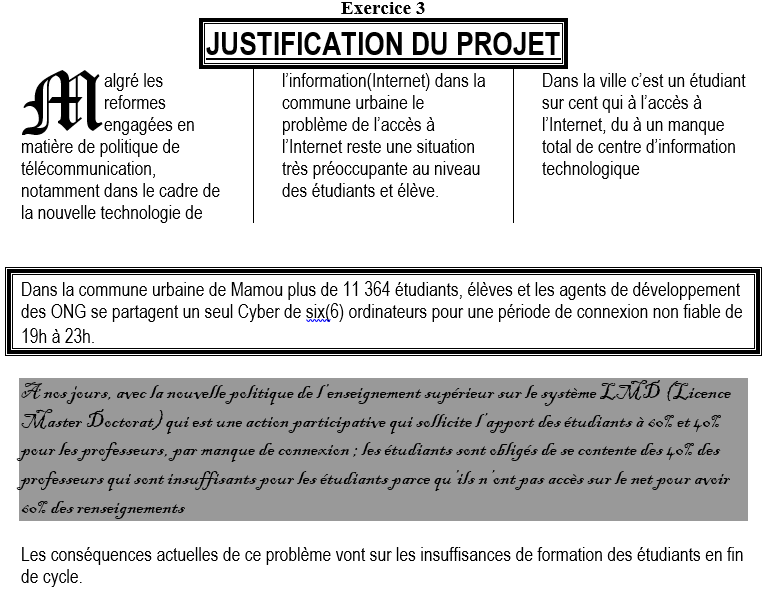 Exercice 3
JUSTIFICATION DU PROJET
Malgré les
reformes
engagées en
matière de politique de
télécommunication,
notamment dans le cadre de
la nouvelle technologie de
l’information(Internet) dans la
commune urbaine le
problème de l’accès à
l’Internet reste une situation
très préoccupante au niveau
des étudiants et élève.
Dans la ville c’est un étudiant
sur cent qui à l’accès à
l’Internet, du à un manque
total de centre d’information
technologique
Dans la commune urbaine de Mamou plus de 11 364 étudiants, élèves et les agents de développement
des ONG se partagent un seul Cyber de six(6) ordinateurs pour une période de connexion non fiable de
19h à 23h.
A nos jours, avec la nouvelle politique de l’enseignement supérieur sur le système LMD (Licence
Master Doctorat) qui est une action participative qui sollicite l’apport des étudiants à 60% et 40%
pour les professeurs, par manque de connexion ; les étudiants sont obligés de se contente des 40% des
professeurs qui sont insuffisants pour les étudiants parce qu’ils n’ont pas accès sur le net pour avoir
60% des renseignements
Les conséquences actuelles de ce problème vont sur les insuffisances de formation des étudiants en fin
de cycle.